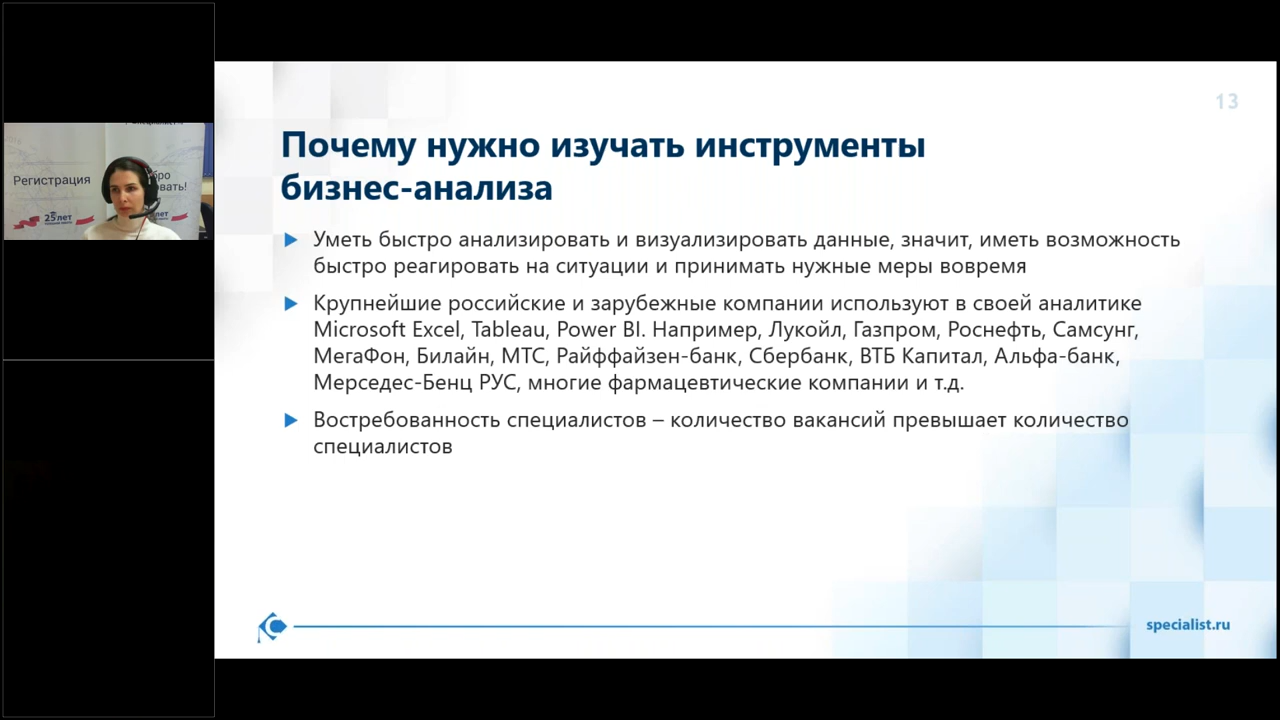 13
Почему нужно изучать инструменты
бизнес-анализа
Уметь быстро анализировать и визуализировать данные, значит, иметь возможность
быстро реагировать на ситуации и принимать нужные меры вовремя
Крупнейшие российские и зарубежные компании используют в своей аналитике
Microsoft Excel, Tableau, Power BI. Например, Лукойл, Газпром, Роснефть, Самсунг,
МегаФон, Билайн, МТС, Райффайзен-банк, Сбербанк, ВТБ Капитал, Альфа-банк,
Мерседес-Бенц РУС, многие фармацевтические компании и т.д.
Востребованность специалистов – количество вакансий превышает количество
специалистов
specialist.ru
Регистрация
25 лет